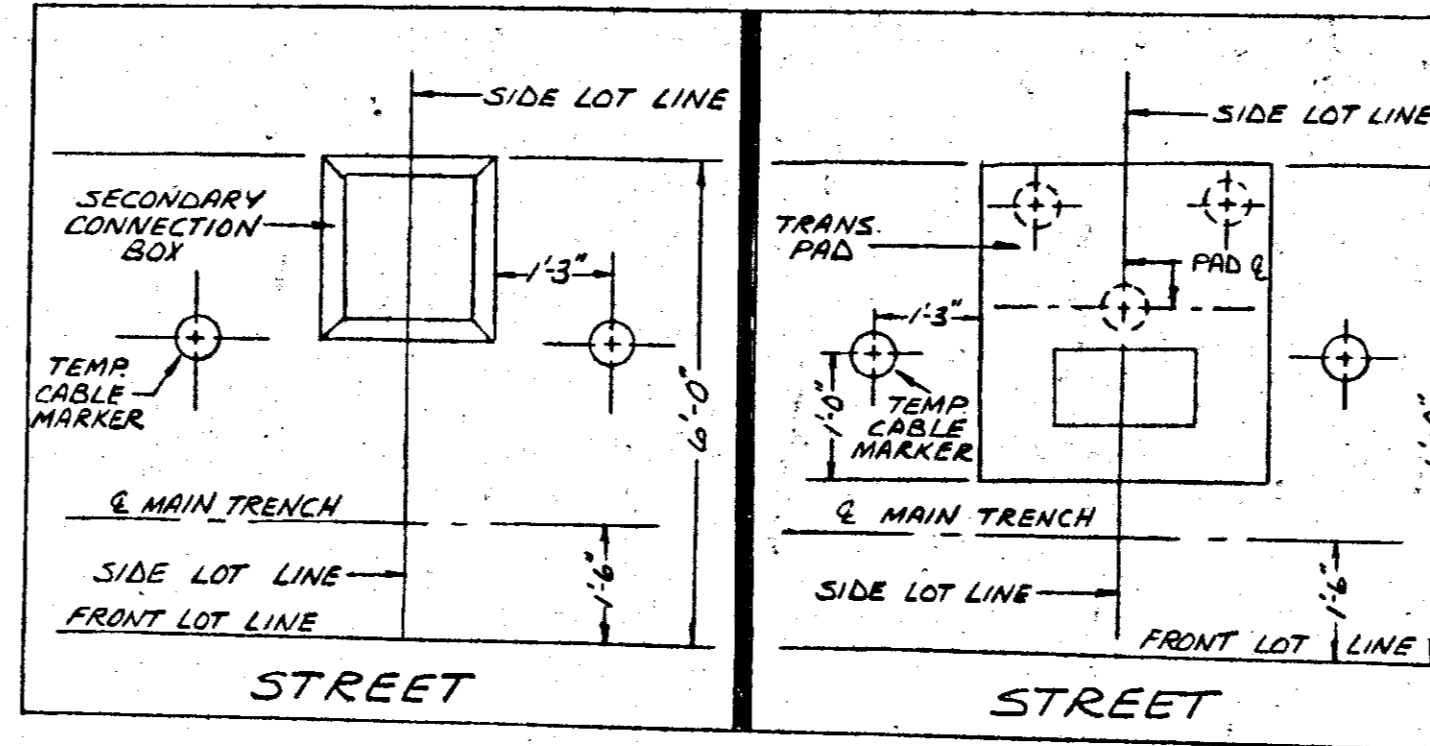 SIDE LOT LINE
SECONDARY
CONNECTION
BOX
1'-3"
TEMP.
CABLE
MARKER
6'-0"
℄ MAIN TRENCH
SIDE LOT LINE
1'-6"
FRONT LOT LINE
STREET
SIDE LOT LINE
TRANS.
PAD
PAD ℄
1'-3"
1'-0"
TEMP.
CABLE
MARKER
℄ MAIN TRENCH
SIDE LOT LINE
1'-6"
FRONT LOT LINE
STREET